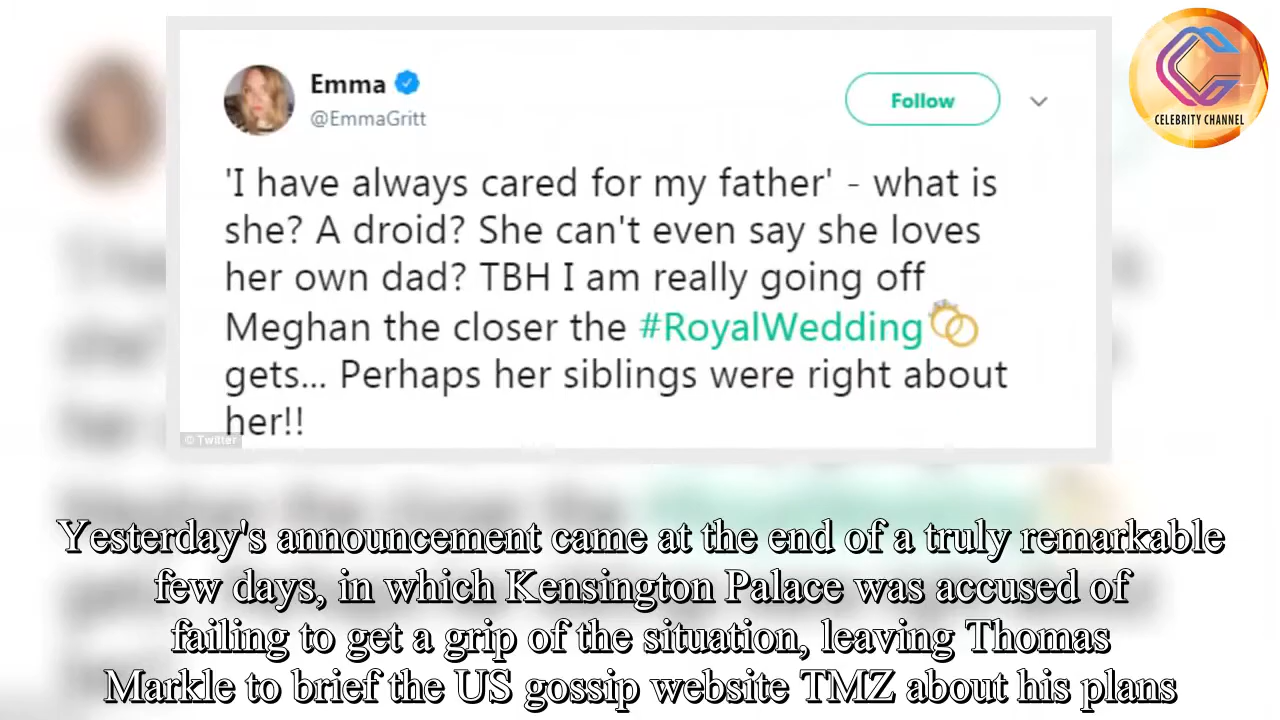 Emma
@EmmaGritt
Follow
CELEBRITY CHANNEL
'I have always cared for my father' - what is
she? A droid? She can't even say she loves
her own dad? TBH I am really going off
Meghan the closer the #RoyalWedding
gets... Perhaps her siblings were right about
her!!
© Twitter
Yesterday's announcement came at the end of a truly remarkable
few days, in which Kensington Palace was accused of
failing to get a grip of the situation, leaving Thomas
Markle to brief the US gossip website TMZ about his plans